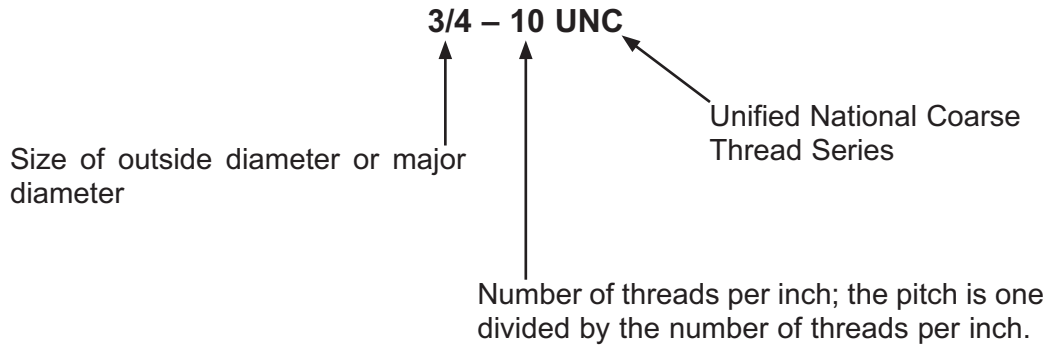 3/4 – 10 UNC
Unified National Coarse
Thread Series
Size of outside diameter or major
diameter
Number of threads per inch; the pitch is one
divided by the number of threads per inch.